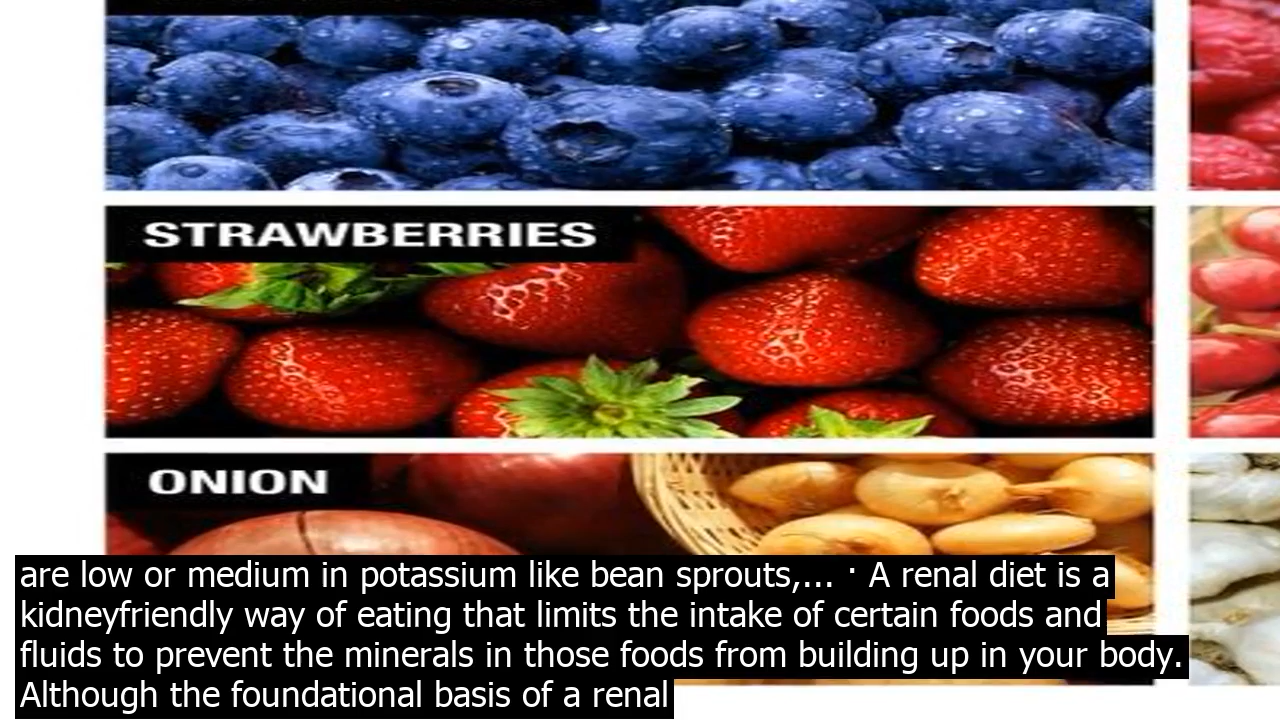 STRAWBERRIES
ONION
are low or medium in potassium like bean sprouts,... · A renal diet is a
kidneyfriendly way of eating that limits the intake of certain foods and
fluids to prevent the minerals in those foods from building up in your body.
Although the foundational basis of a renal